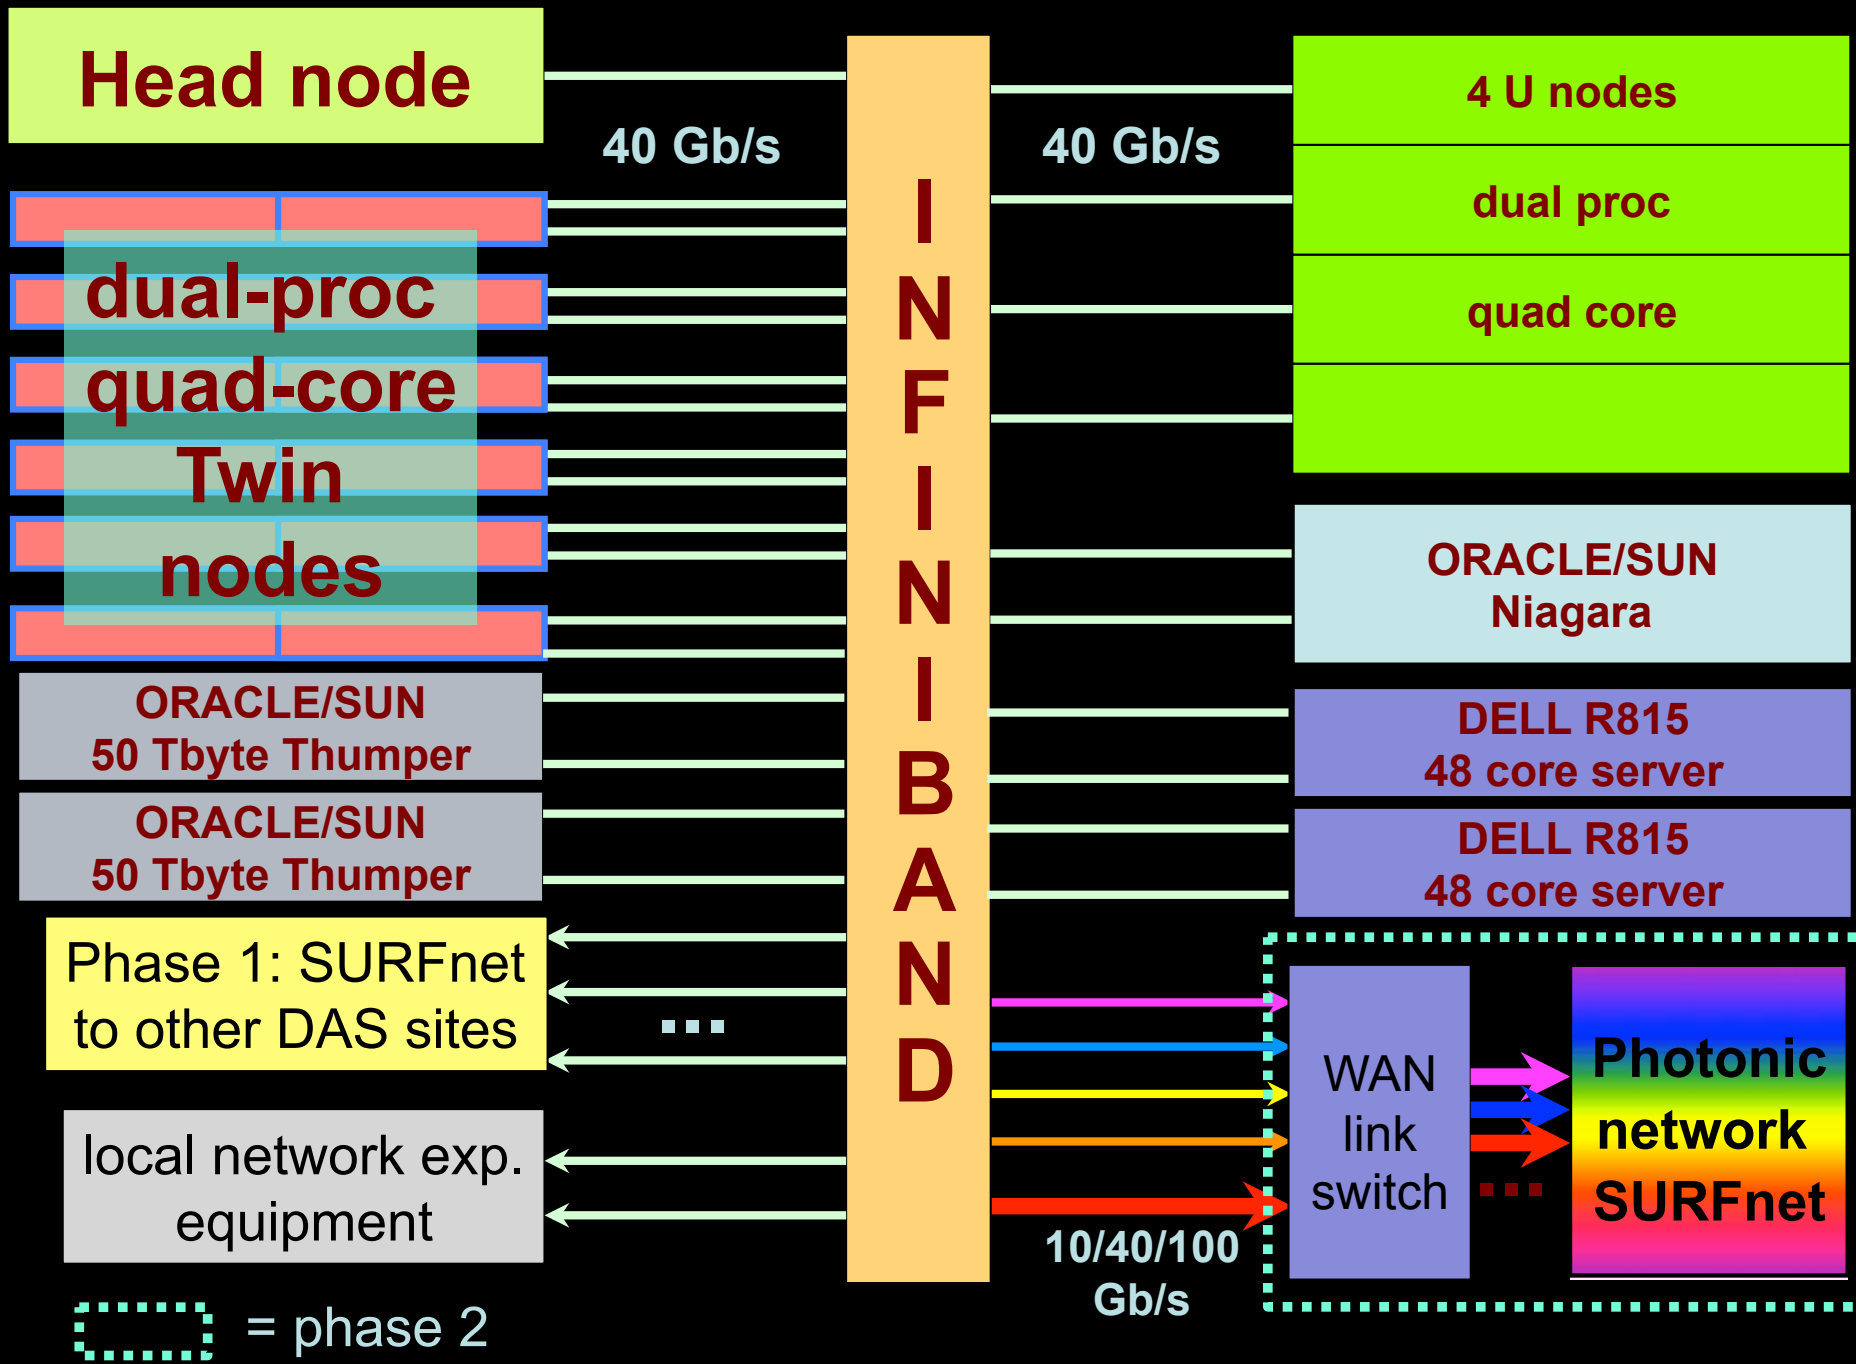 Head node
40 Gb/s
dual-proc
quad-core
Twin
nodes
ORACLE/SUN
50 Tbyte Thumper
ORACLE/SUN
50 Tbyte Thumper
Phase 1: SURFnet
to other DAS sites
...
local network exp.
equipment
= phase 2
INFINIBAND
40 Gb/s
4 U nodes
dual proc
quad core
ORACLE/SUN
Niagara
DELL R815
48 core server
DELL R815
48 core server
10/40/100
Gb/s
WAN
link
switch
...
Photonic
network
SURFnet